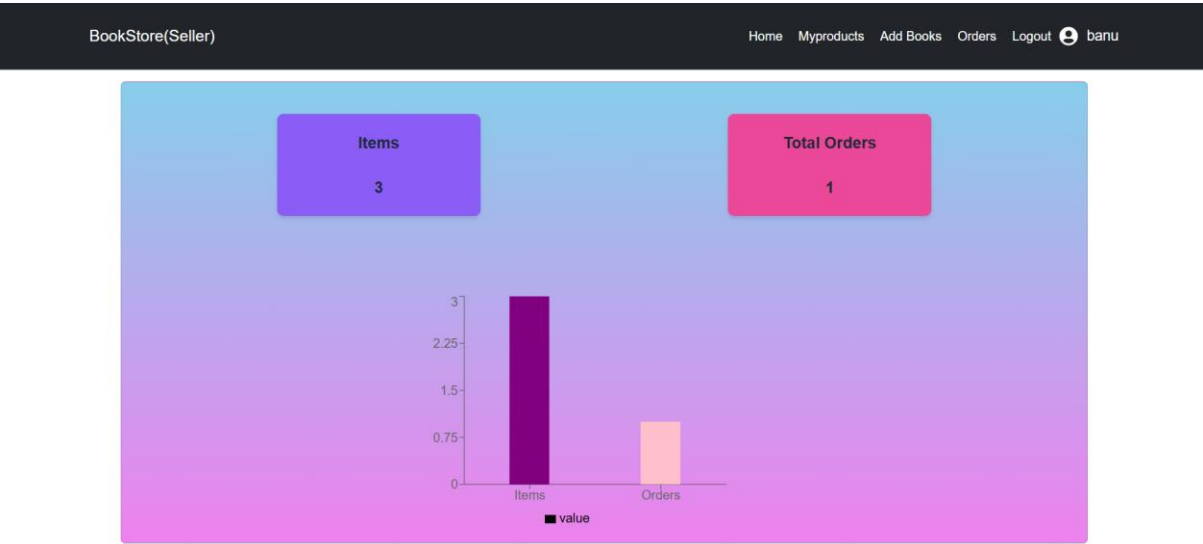 BookStore(Seller)
Home Myproducts Add Books Orders Logout banu
Items
3
Total Orders
1
3
2.25
1.5
0.75
0
Items Orders
value